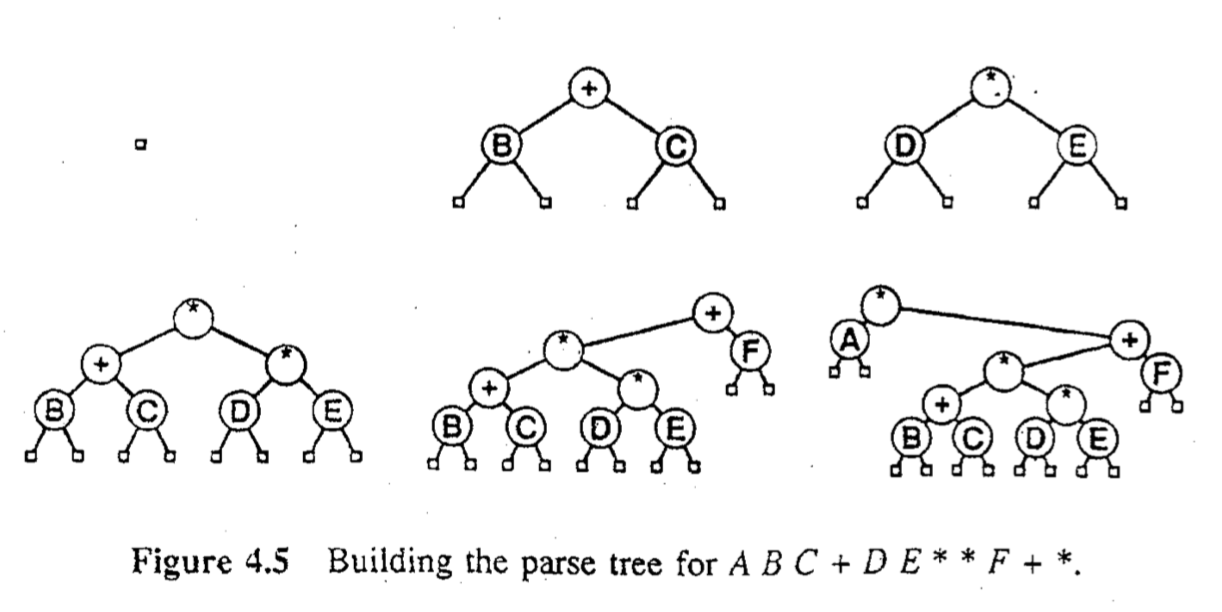 + *
B C D E
*
+ *
B C D E
+
*
F
+ *
B C D E
*
A +
* F
+ *
B C D E
Figure 4.5 Building the parse tree for A B C + D E * * F + *.